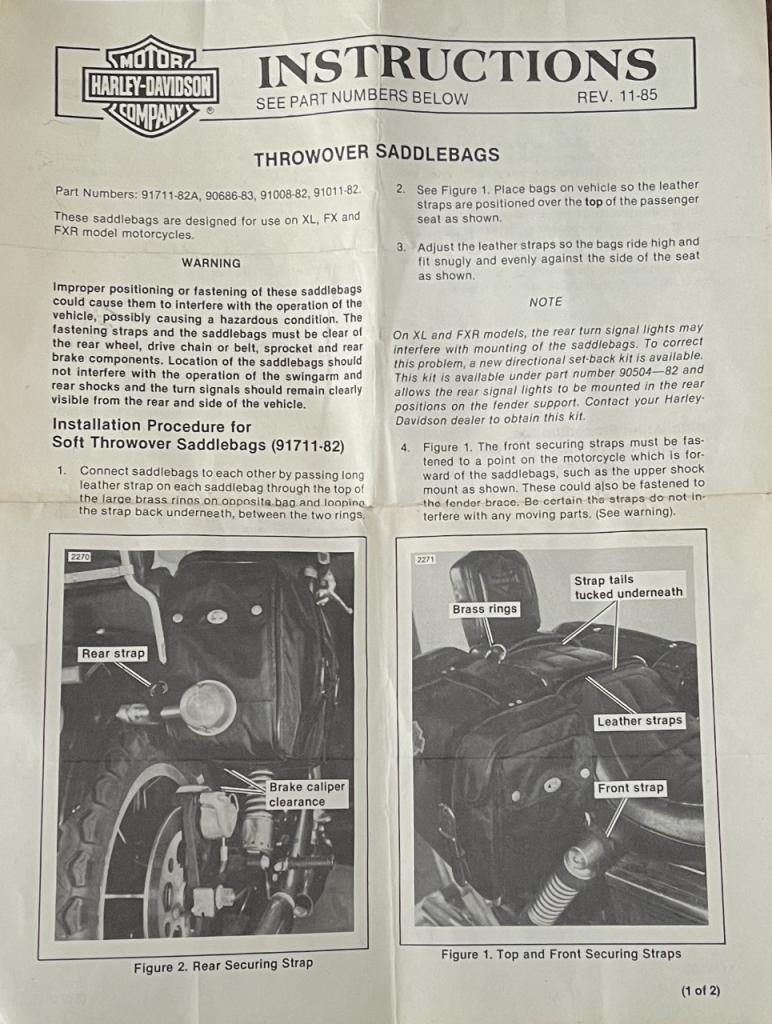 MOTOR
HARLEY-DAVIDSON
COMPANY
®
INSTRUCTIONS
SEE PART NUMBERS BELOW
REV. 11-85
THROWOVER SADDLEBAGS
Part Numbers: 91711-82A, 90686-83, 91008-82, 91011-82.
These saddlebags are designed for use on XL, FX and
FXR model motorcycles.
WARNING
Improper positioning or fastening of these saddlebags
could cause them to interfere with the operation of the
vehicle, possibly causing a hazardous condition. The
fastening straps and the saddlebags must be clear of
the rear wheel, drive chain or belt, sprocket and rear
brake components. Location of the saddlebags should
not interfere with the operation of the swingarm and
rear shocks and the turn signals should remain clearly
visible from the rear and side of the vehicle.
Installation Procedure for
Soft Throwover Saddlebags (91711-82)
1. Connect saddlebags to each other by passing long
leather strap on each saddlebag through the top of
the large brass rings on opposite bag and looping
the strap back underneath, between the two rings.
2. See Figure 1. Place bags on vehicle so the leather
straps are positioned over the top of the passenger
seat as shown.
3. Adjust the leather straps so the bags ride high and
fit snugly and evenly against the side of the seat
as shown.
NOTE
On XL and FXR models, the rear turn signal lights may
interfere with mounting of the saddlebags. To correct
this problem, a new directional set-back kit is available.
This kit is available under part number 90504—82 and
allows the rear signal lights to be mounted in the rear
positions on the fender support. Contact your Harley-
Davidson dealer to obtain this kit.
4. Figure 1. The front securing straps must be fas-
tened to a point on the motorcycle which is for-
ward of the saddlebags, such as the upper shock
mount as shown. These could also be fastened to
the fender brace. Be certain the straps do not in-
terfere with any moving parts. (See warning).
2270
Rear strap
Brake caliper
clearance
Figure 2. Rear Securing Strap
2271
Strap tails
tucked underneath
Brass rings
Leather straps
Front strap
Figure 1. Top and Front Securing Straps
(1 of 2)